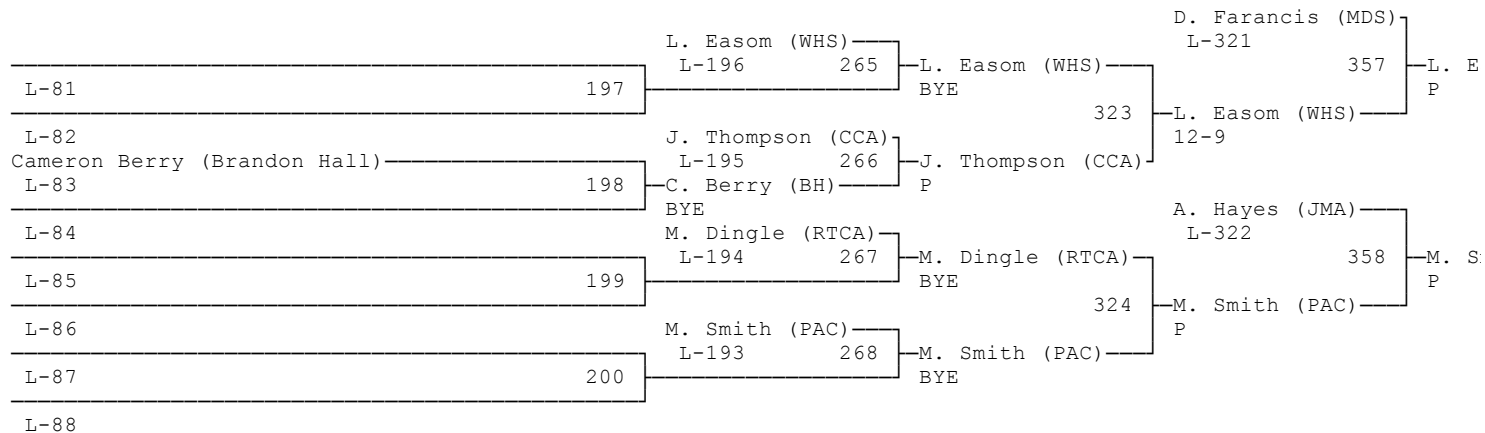 D. Farancis (MDS)
L. Easom (WHS) L-321
L-196 265 L. Easom (WHS) 357 L. E
L-81 197 BYE P
323 L. Easom (WHS)
L-82 J. Thompson (CCA) 12-9
Cameron Berry (Brandon Hall) L-195 266 J. Thompson (CCA)
L-83 198 C. Berry (BH) P
BYE A. Hayes (JMA)
L-84 M. Dingle (RTCA) L-322
L-194 267 M. Dingle (RTCA) 358 M. S
L-85 199 BYE P
324 M. Smith (PAC)
L-86 M. Smith (PAC) P
L-193 268 M. Smith (PAC)
L-87 200 BYE
L-88